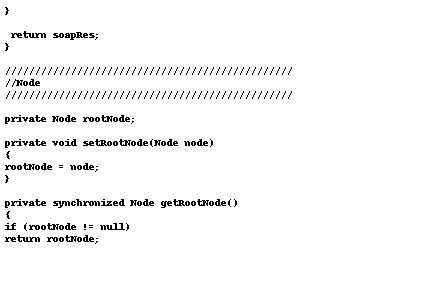 }
return soapRes;
}
////////////////////////////////////////////////
//Node
////////////////////////////////////////////////
private Node rootNode;
private void setRootNode(Node node)
{
rootNode = node;
}
private synchronized Node getRootNode()
{
if (rootNode != null)
return rootNode;